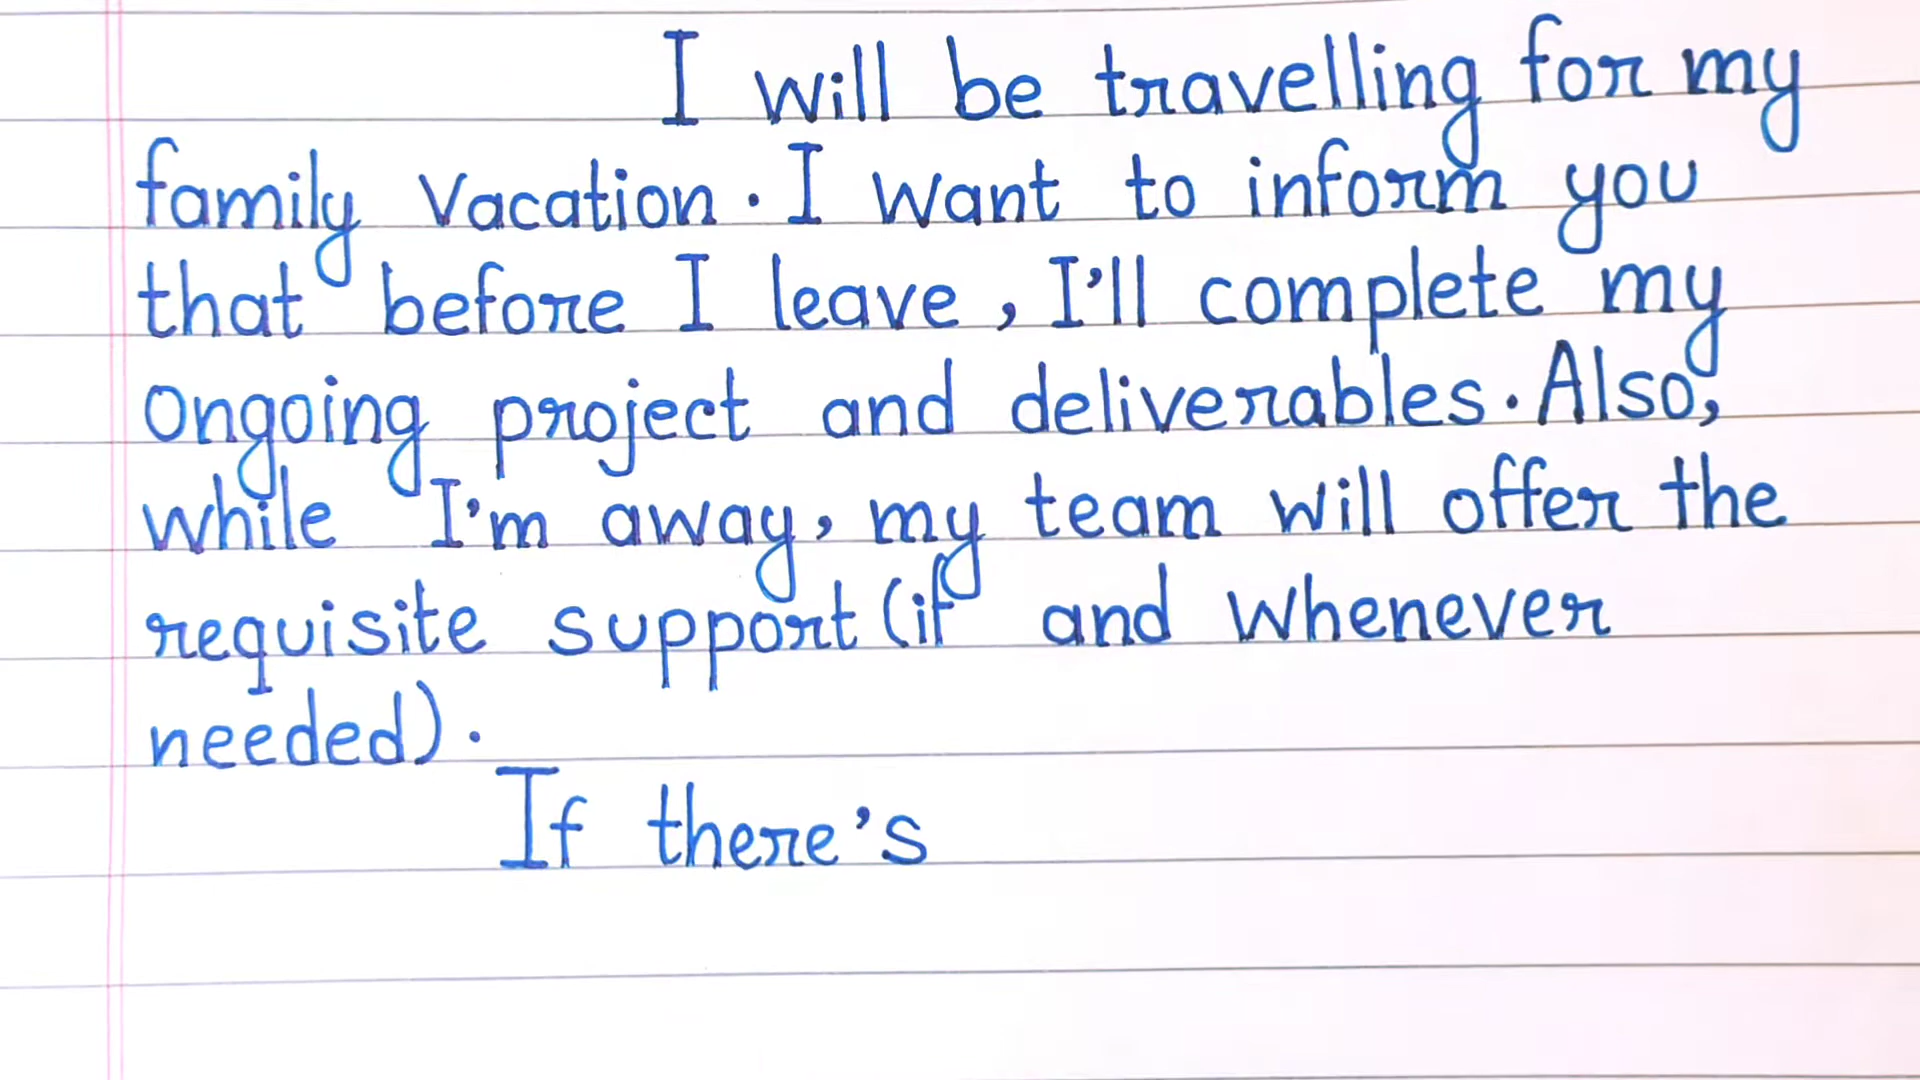 I will be travelling for my
family vacation. I want to inform you
that before I leave, I'll complete my
ongoing project and deliverables. Also,
while I'm away, my team will offer the
requisite support (if and whenever
needed).
If there's